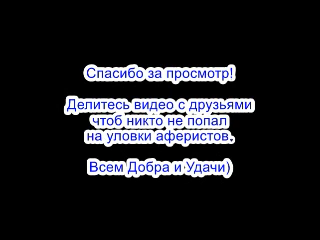 Спасибо за просмотр!
Делитесь видео с друзьями
чтоб никто не попал
на уловки аферистов.
Всем Добра и Удачи)